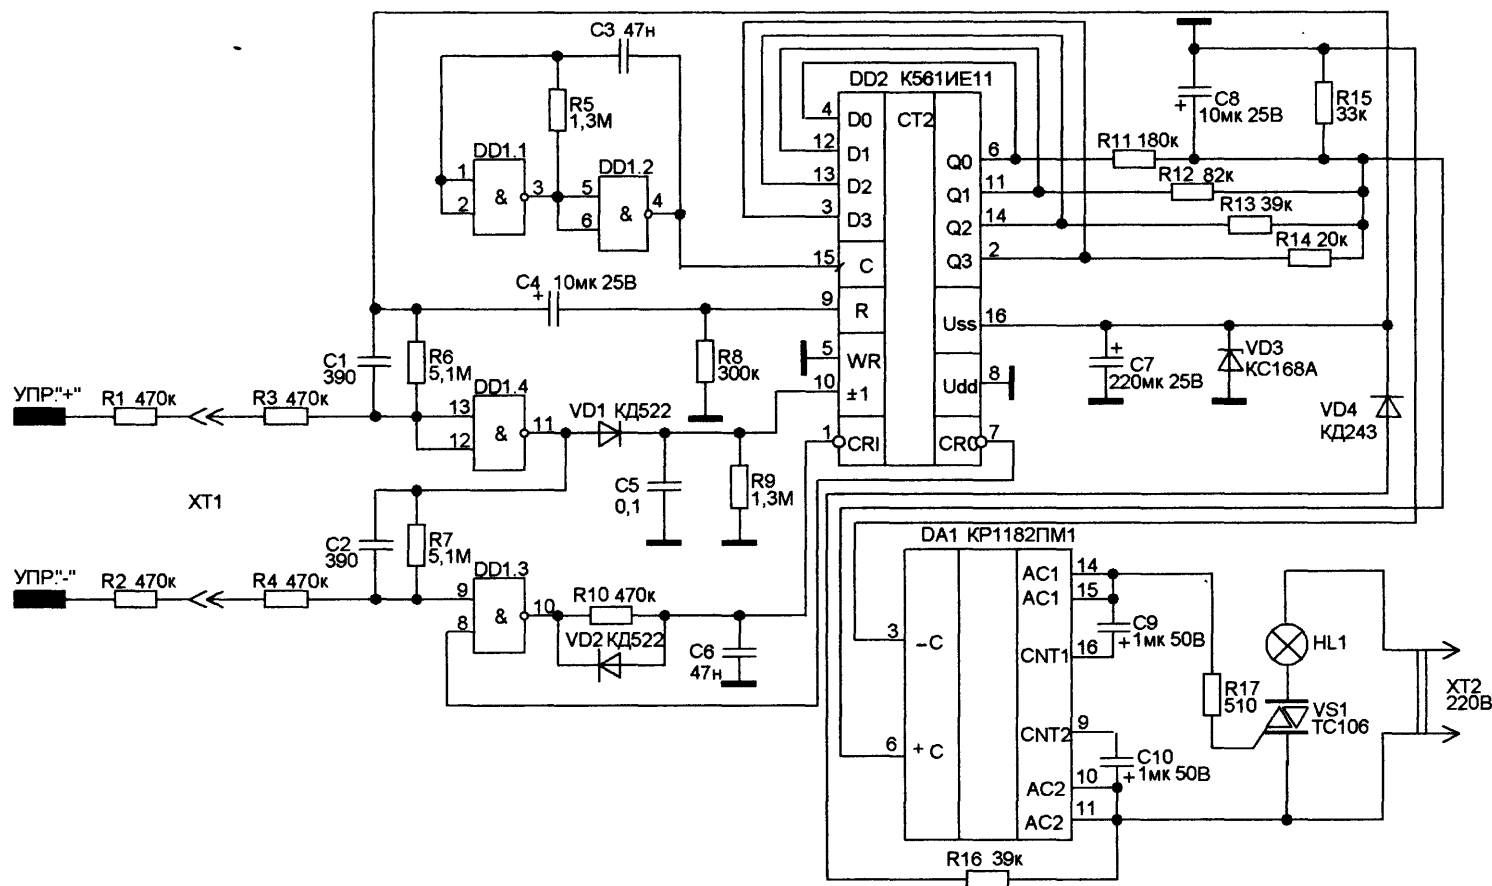 C3 47н
DD2 К561ИЕ11
R5
1,3М
DD1.1
1
2
&
3
DD1.2
5
6
&
4
4
D0
12
D1
13
D2
3
D3
15
C
9
R
5
WR
10
±1
1
CRI
CT2
Q0
6
Q1
11
Q2
14
Q3
2
Uss
16
Udd
8
CR0
7
+
C8
10мк 25В
R15
33к
R11 180к
R12 82к
R13 39к
R14 20к
C4
+
10мк 25В
C1
390
R6
5,1М
R8
300к
+
C7
220мк 25В
VD3
КС168А
VD4
КД243
УПР."+"
R1 470к
R3 470к
DD1.4
13
12
&
11
VD1 КД522
C5
0,1
R9
1,3М
XT1
C2
390
R7
5,1М
УПР."-"
R2 470к
R4 470к
DD1.3
9
8
&
10
R10 470к
VD2 КД522
C6
47н
DA1 КР1182ПМ1
3
–C
6
+C
AC1
14
AC1
15
CNT1
16
CNT2
9
AC2
10
AC2
11
C9
+ 1мк 50В
C10
+ 1мк 50В
R17
510
HL1
VS1
ТС106
XT2
220В
R16 39к